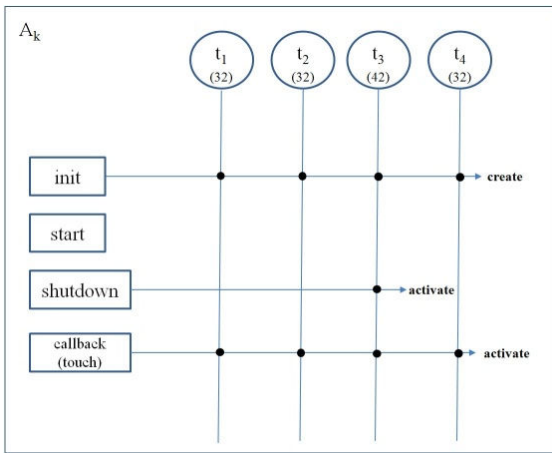 Ak
t1 t2 t3 t4
(32) (32) (42) (32)
init create
start
shutdown activate
callback
(touch) activate